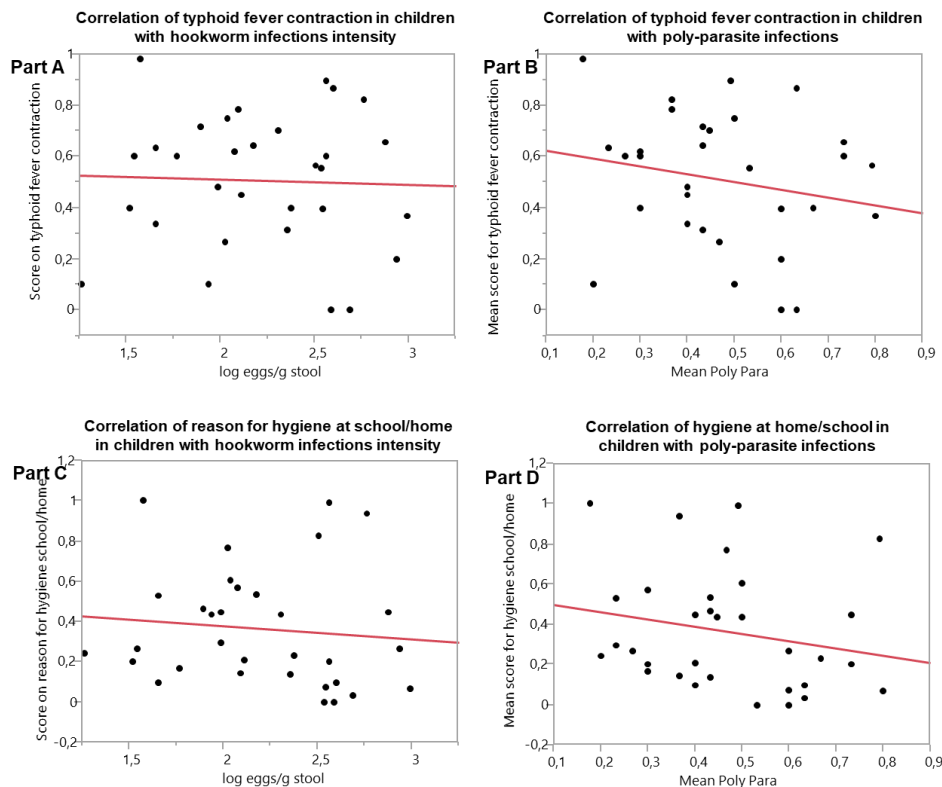 Correlation of typhoid fever contraction in children
with hookworm infections intensity
Part A
Score on typhoid fever contraction
1
0,8
0,6
0,4
0,2
0
1,5
2
2,5
3
log eggs/g stool
Correlation of typhoid fever contraction in children
with poly-parasite infections
Part B
Mean score for typhoid fever contraction
1
0,8
0,6
0,4
0,2
0
0,1
0,2
0,3
0,4
0,5
0,6
0,7
0,8
0,9
Mean Poly Para
Correlation of reason for hygiene at school/home
in children with hookworm infections intensity
Part C
Score on reason for hygiene school/home
1,2
1
0,8
0,6
0,4
0,2
0
-0,2
1,5
2
2,5
3
log eggs/g stool
Correlation of hygiene at home/school in
children with poly-parasite infections
Part D
Mean score for hygiene school/home
1,2
1
0,8
0,6
0,4
0,2
0
-0,2
0,1
0,2
0,3
0,4
0,5
0,6
0,7
0,8
0,9
Mean Poly Para